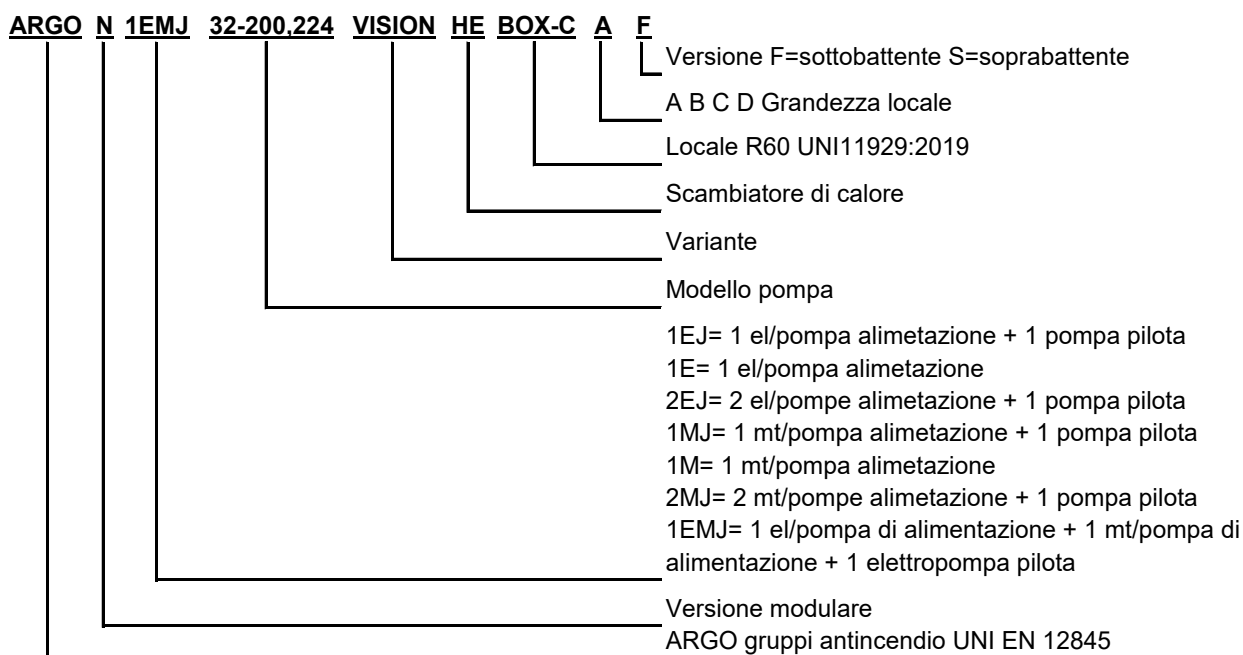 ARGO N 1EMJ 32-200,224 VISION HE BOX-C A F
Versione F=sottobattente S=soprabattente
A B C D Grandezza locale
Locale R60 UNI11929:2019
Scambiatore di calore
Variante
Modello pompa
1EJ= 1 el/pompa alimetazione + 1 pompa pilota
1E= 1 el/pompa alimetazione
2EJ= 2 el/pompe alimetazione + 1 pompa pilota
1MJ= 1 mt/pompa alimetazione + 1 pompa pilota
1M= 1 mt/pompa alimetazione
2MJ= 2 mt/pompe alimetazione + 1 pompa pilota
1EMJ= 1 el/pompa di alimentazione + 1 mt/pompa di
alimentazione + 1 elettropompa pilota
Versione modulare
ARGO gruppi antincendio UNI EN 12845